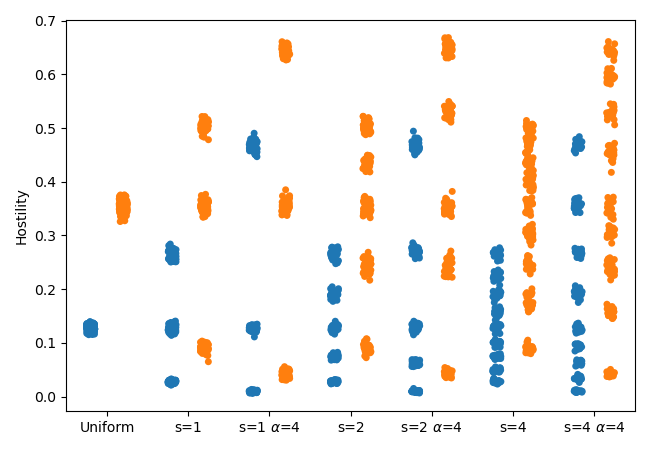 0.7
0.6
0.5
0.4
0.3
0.2
0.1
0.0
Hostility
Uniform
s=1
s=1 α=4
s=2
s=2 α=4
s=4
s=4 α=4